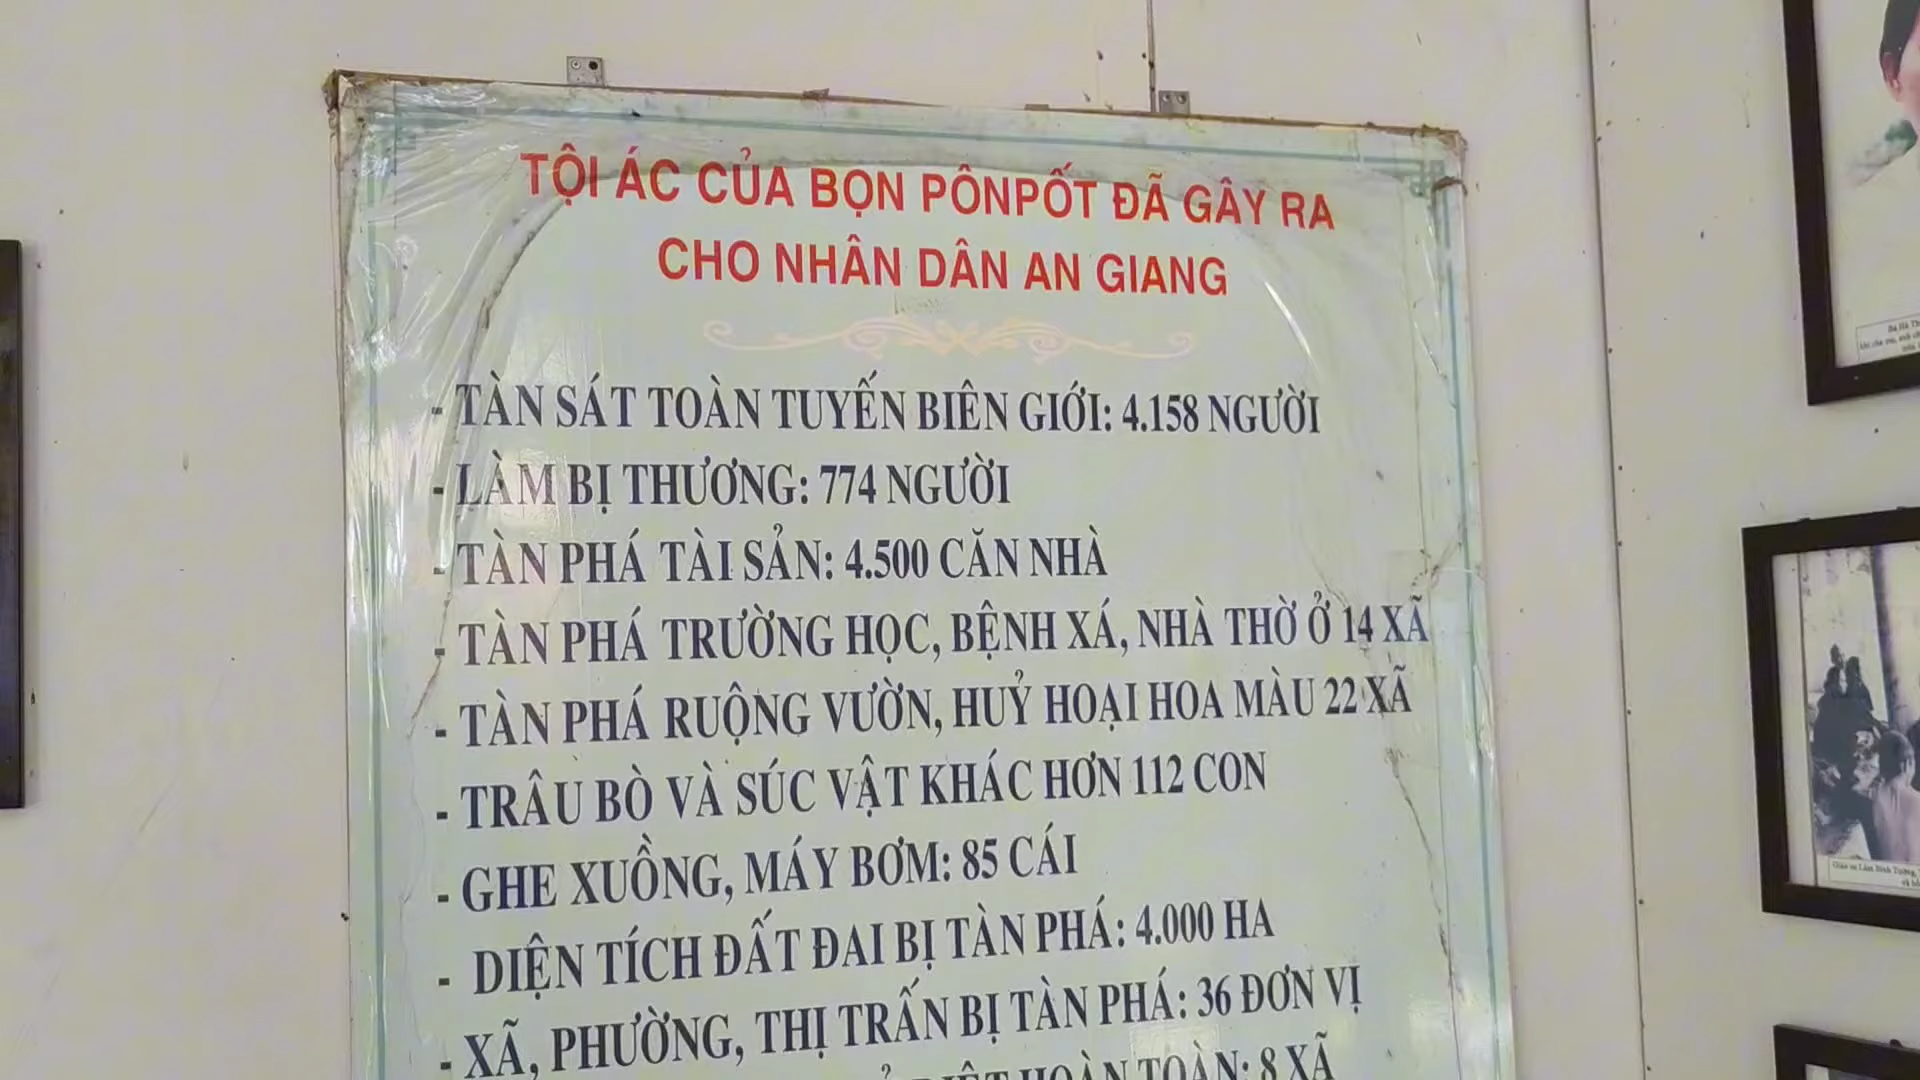 TỘI ÁC CỦA BỌN PÔNPỐT ĐÃ GÂY RA
CHO NHÂN DÂN AN GIANG
- TÀN SÁT TOÀN TUYẾN BIÊN GIỚI: 4.158 NGƯỜI
- LÀM BỊ THƯƠNG: 774 NGƯỜI
- TÀN PHÁ TÀI SẢN: 4.500 CĂN NHÀ
- TÀN PHÁ TRƯỜNG HỌC, BỆNH XÁ, NHÀ THỜ Ở 14 XÃ
- TÀN PHÁ RUỘNG VƯỜN, HUỶ HOẠI HOA MÀU 22 XÃ
- TRÂU BÒ VÀ SÚC VẬT KHÁC HƠN 112 CON
- GHE XUỒNG, MÁY BƠM: 85 CÁI
- DIỆN TÍCH ĐẤT ĐAI BỊ TÀN PHÁ: 4.000 HA
- XÃ, PHƯỜNG, THỊ TRẤN BỊ TÀN PHÁ: 36 ĐƠN VỊ
HOÀN TOÀN: 8 XÃ